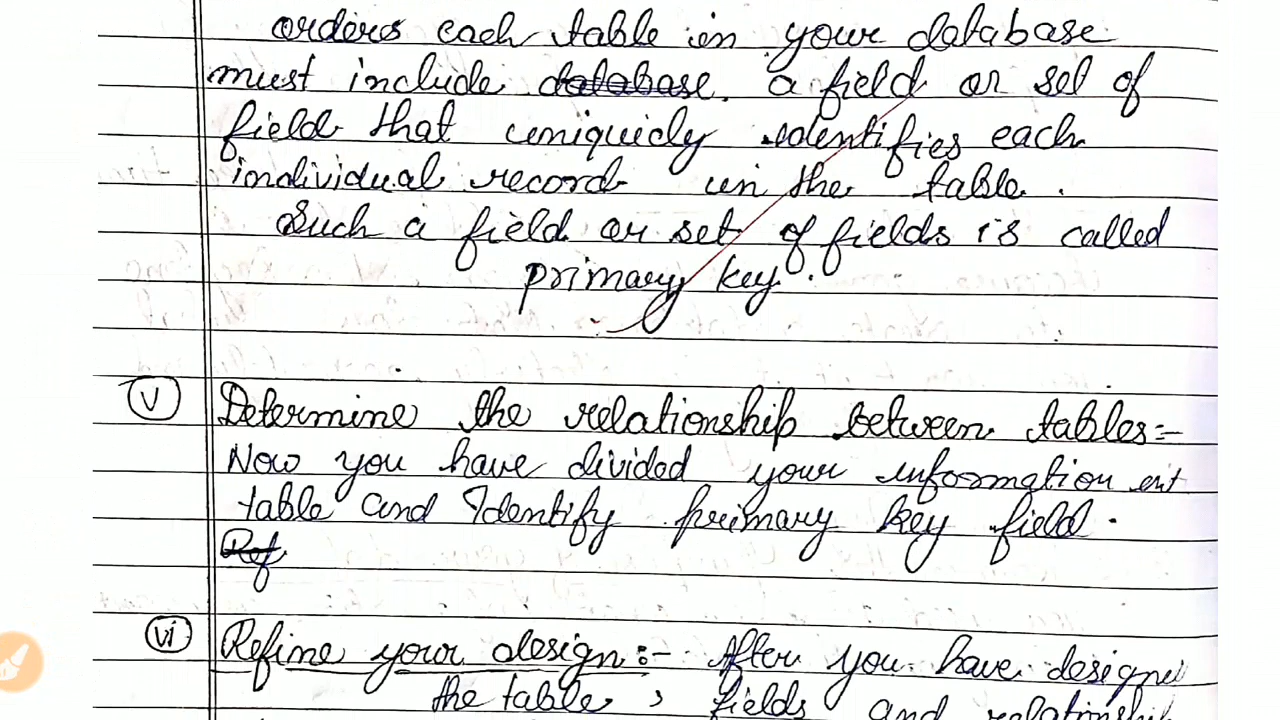 orders each table in your database
must include database. a field or set of
field that uniquicly identifies each
individual record in the table.
Such a field or set of fields is called
primary key.
v Determine the relationship between tables:-
Now you have divided your information int
table and Identify primary key field.
Ref
vi Refine your design:- After you have designe
the table, fields and relationship